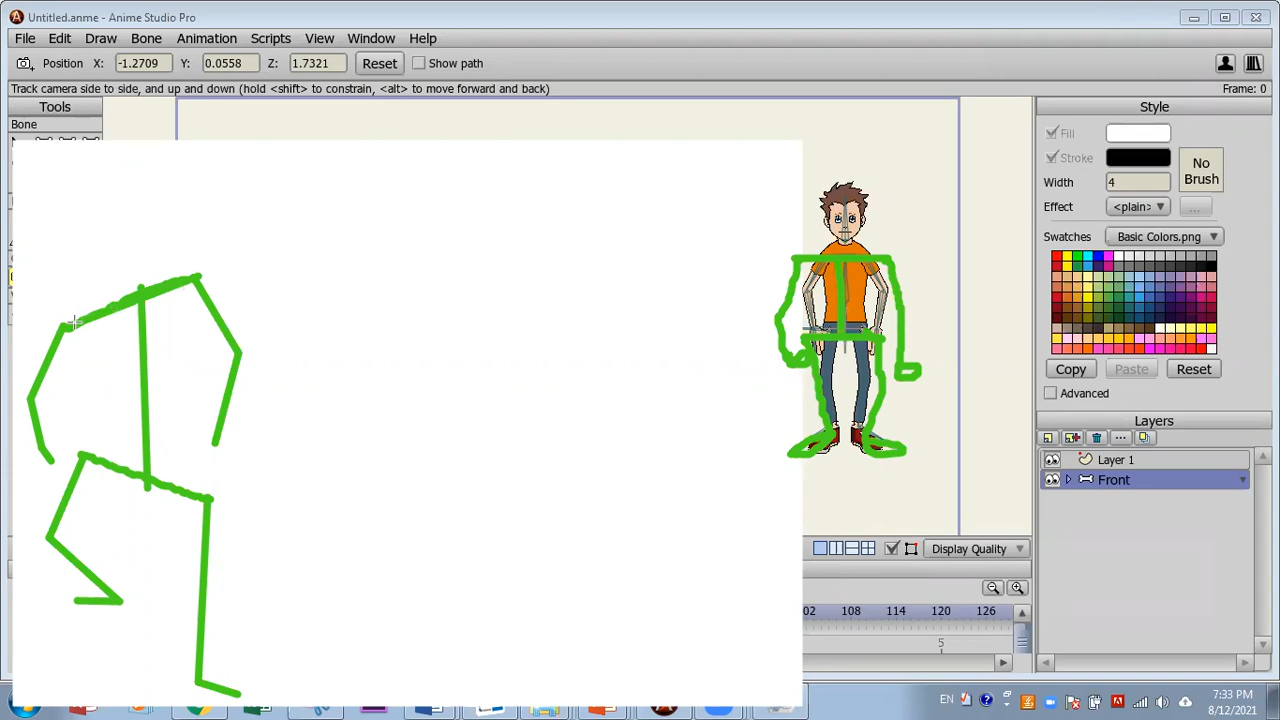 Untitled.anme - Anime Studio Pro
File Edit Draw Bone Animation Scripts View Window Help
Position X: -1.2709 Y: 0.0558 Z: 1.7321 Reset Show path
Track camera side to side, and up and down (hold <shift> to constrain, <alt> to move forward and back) Frame: 0
Tools
Bone
Style
Fill
Stroke
No Brush
Width 4
Effect <plain> ...
Swatches Basic Colors.png
Copy Paste Reset
Advanced
Layers
Layer 1
Front
Display Quality
02 108 114 120 126
5
EN
7:33 PM
8/12/2021